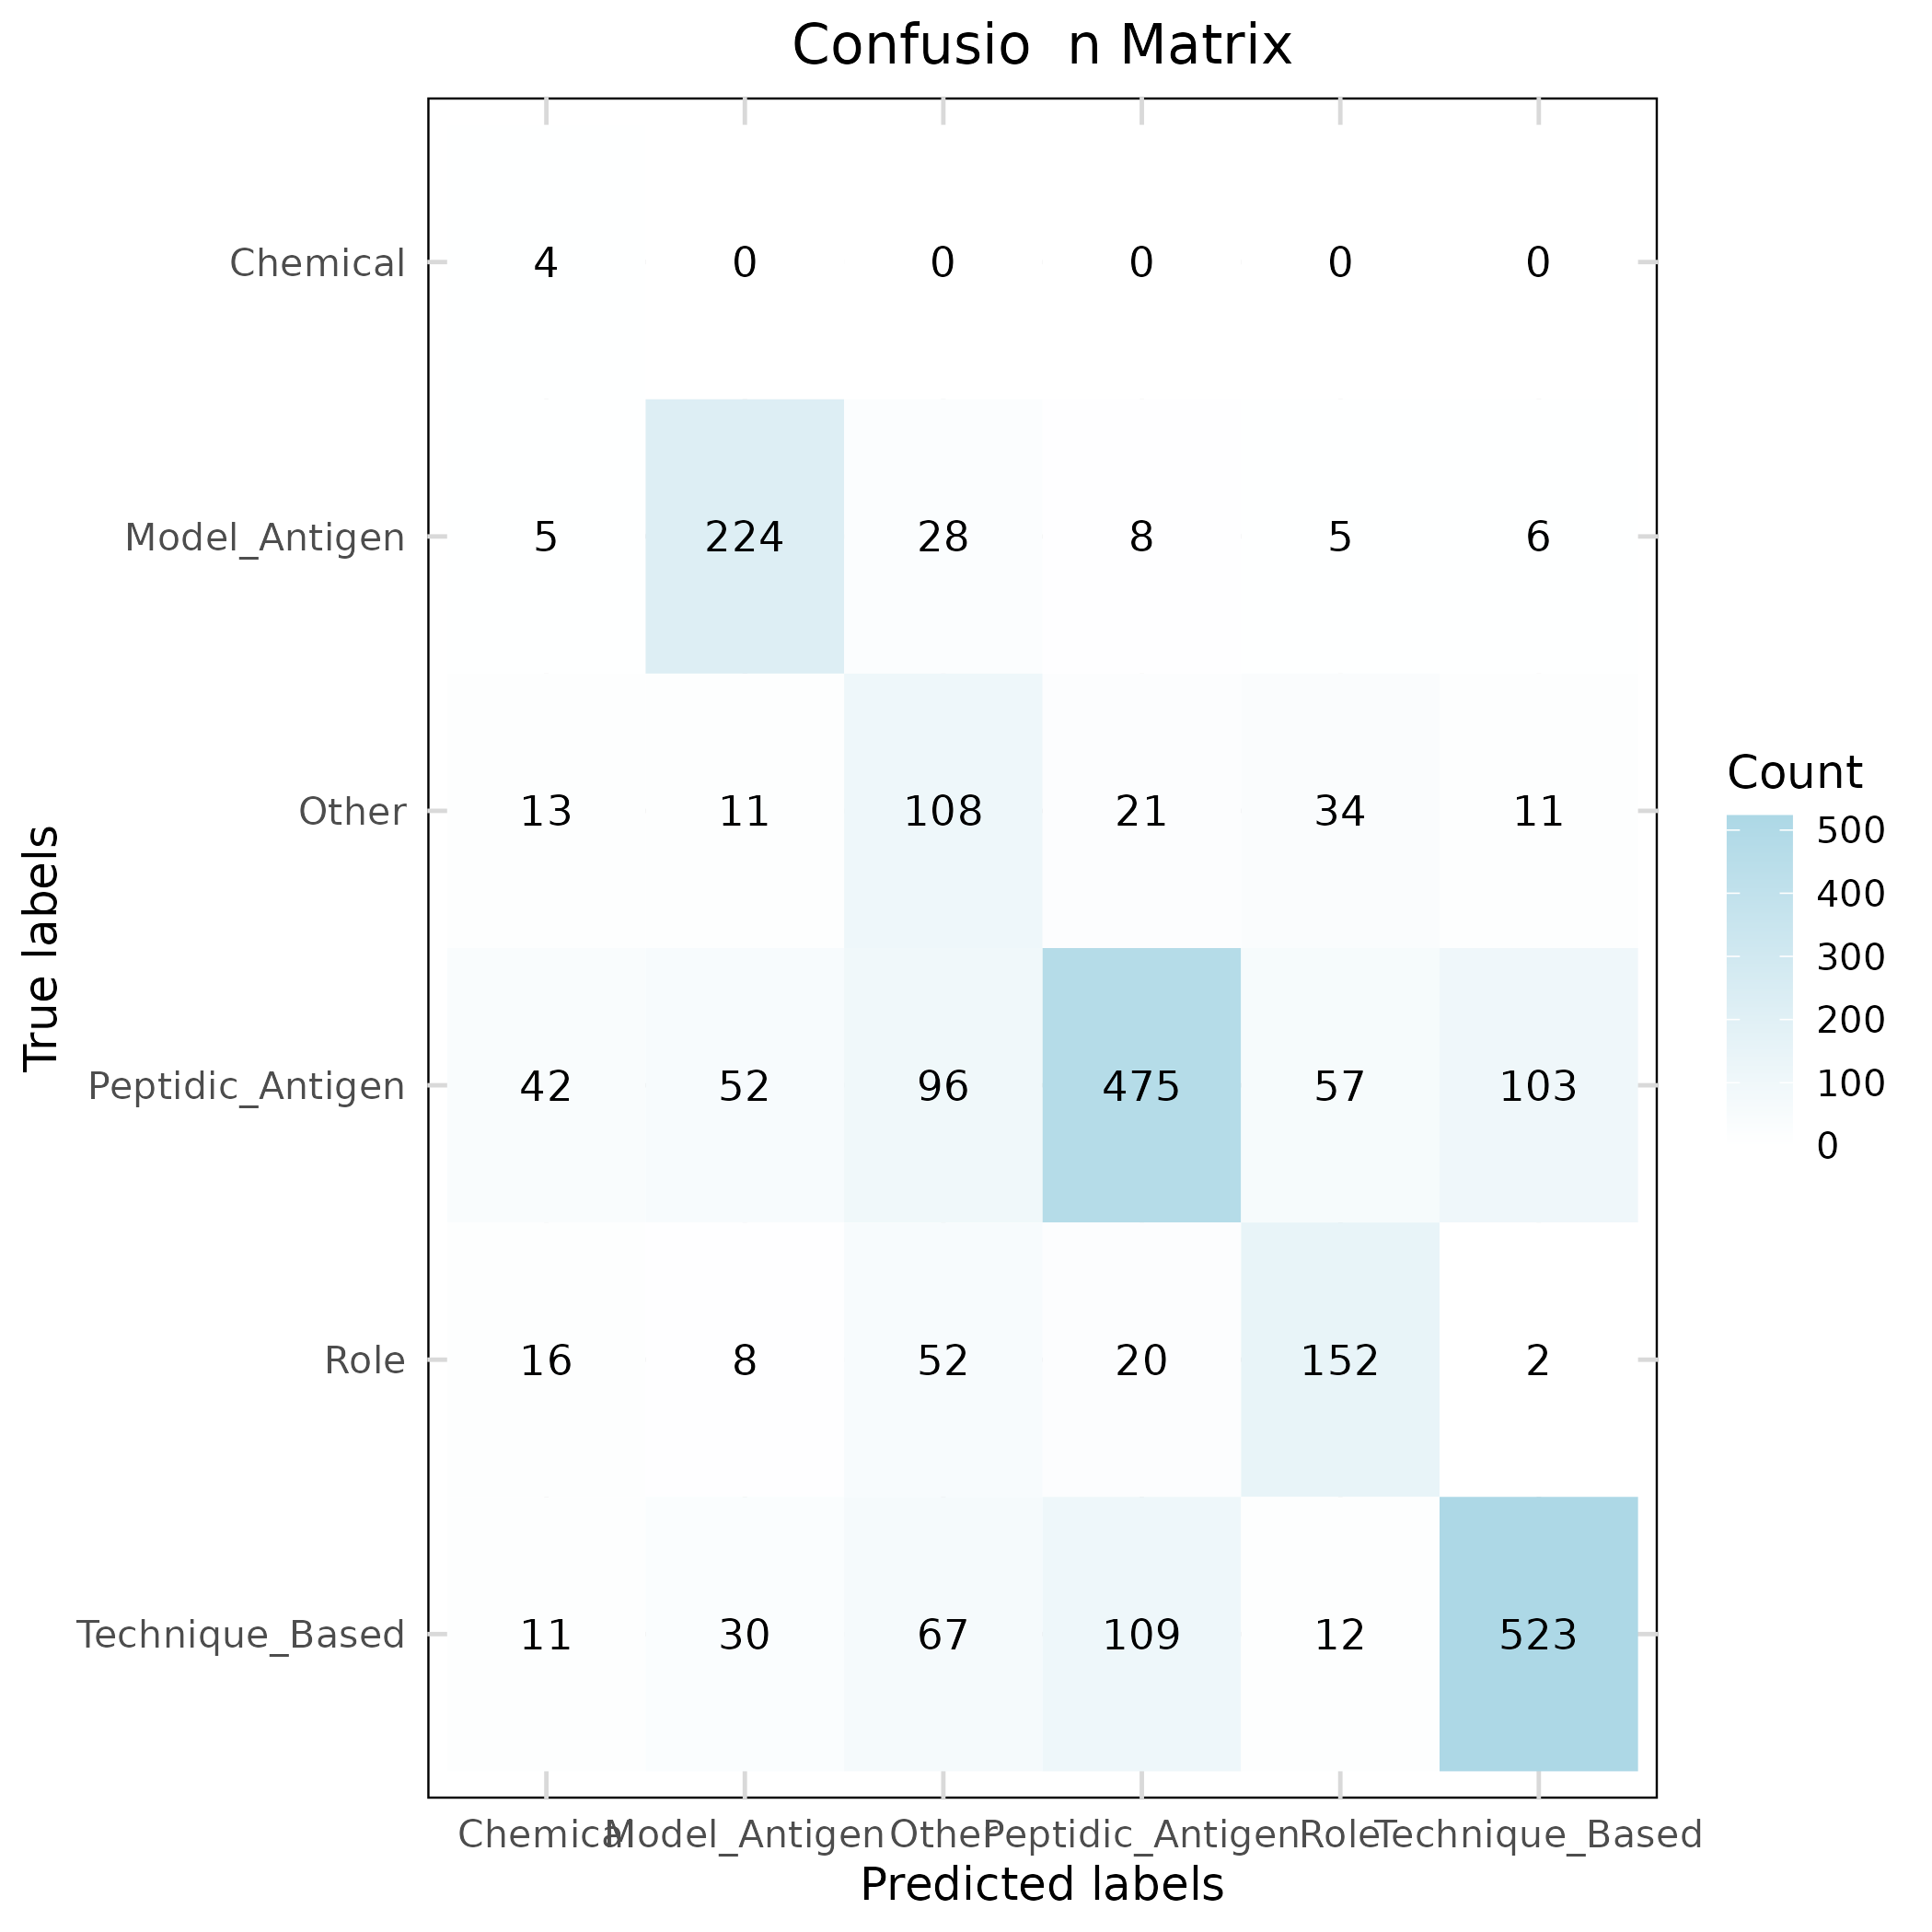 Confusio  n Matrix
Chemical 4 0 0 0 0 0
Model_Antigen 5 224 28 8 5 6
Other 13 11 108 21 34 11
Peptidic_Antigen 42 52 96 475 57 103
Role 16 8 52 20 152 2
Technique_Based 11 30 67 109 12 523
Chemical Model_Antigen Other Peptidic_Antigen Role Technique_Based
Predicted labels
True labels
Count
500
400
300
200
100
0